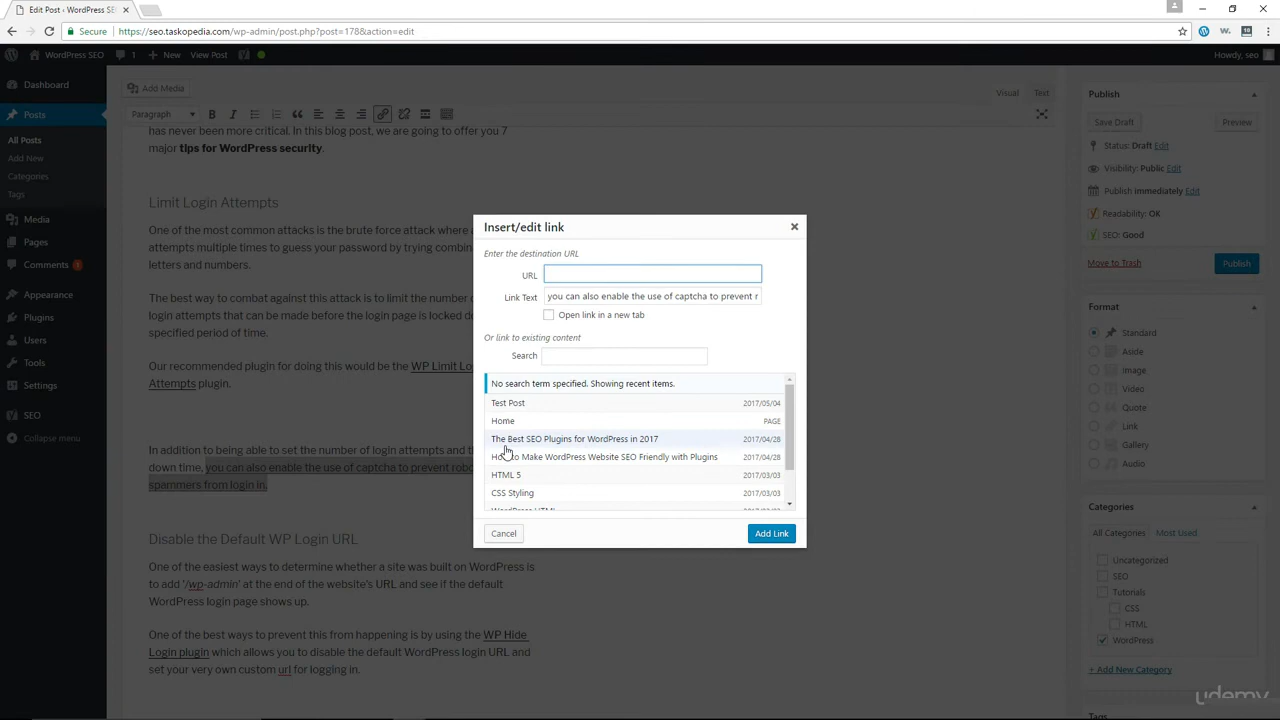 Edit Post ‹ WordPress SE
Secure
https://seo.taskopedia.com/wp-admin/post.php?post=178&action=edit
WordPress SEO
1
New
View Post
Howdy, seo
Dashboard
Posts
All Posts
Add New
Categories
Tags
Media
Pages
Comments
1
Appearance
Plugins
Users
Tools
Settings
SEO
Collapse menu
Add Media
Visual
Text
Paragraph
has never been more critical. In this blog post, we are going to offer you 7
major tips for WordPress security.
Limit Login Attempts
One of the most common attacks is the brute force attack where a
attempts multiple times to guess your password by trying combin
letters and numbers.
The best way to combat against this attack is to limit the number o
login attempts that can be made before the login page is locked do
specified period of time.
Our recommended plugin for doing this would be the WP Limit Lo
Attempts plugin.
In addition to being able to set the number of login attempts and th
down time, you can also enable the use of captcha to prevent robo
spammers from login in.
Disable the Default WP Login URL
One of the easiest ways to determine whether a site was built on WordPress is
to add '/wp-admin' at the end of the website's URL and see if the default
WordPress login page shows up.
One of the best ways to prevent this from happening is by using the WP Hide
Login plugin which allows you to disable the default WordPress login URL and
set your very own custom url for logging in.
Insert/edit link
Enter the destination URL
URL
Link Text
you can also enable the use of captcha to prevent r
Open link in a new tab
Or link to existing content
Search
No search term specified. Showing recent items.
Test Post
2017/05/04
Home
PAGE
The Best SEO Plugins for WordPress in 2017
2017/04/28
How to Make WordPress Website SEO Friendly with Plugins
2017/04/28
HTML 5
2017/03/03
CSS Styling
2017/03/03
WordPress HTML
Cancel
Add Link
Publish
Save Draft
Preview
Status: Draft Edit
Visibility: Public Edit
Publish immediately Edit
Readability: OK
SEO: Good
Move to Trash
Publish
Format
Standard
Aside
Image
Video
Quote
Link
Gallery
Audio
Categories
All Categories
Most Used
Uncategorized
SEO
Tutorials
CSS
HTML
WordPress
+ Add New Category
Tags
udemy